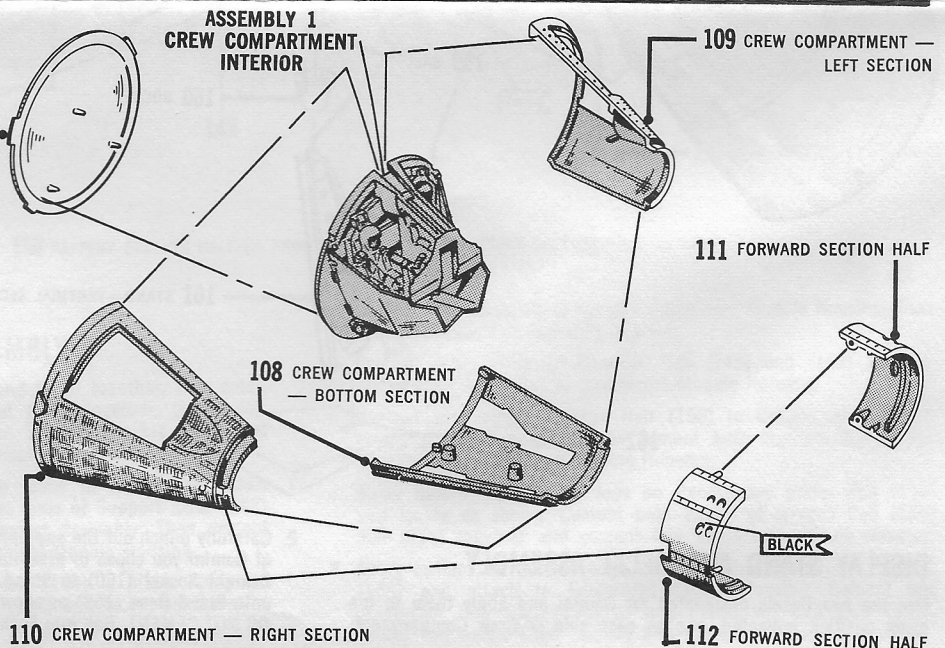 ASSEMBLY 1
CREW COMPARTMENT
INTERIOR
109 CREW COMPARTMENT —
LEFT SECTION
111 FORWARD SECTION HALF
108 CREW COMPARTMENT
— BOTTOM SECTION
BLACK
110 CREW COMPARTMENT — RIGHT SECTION
112 FORWARD SECTION HALF